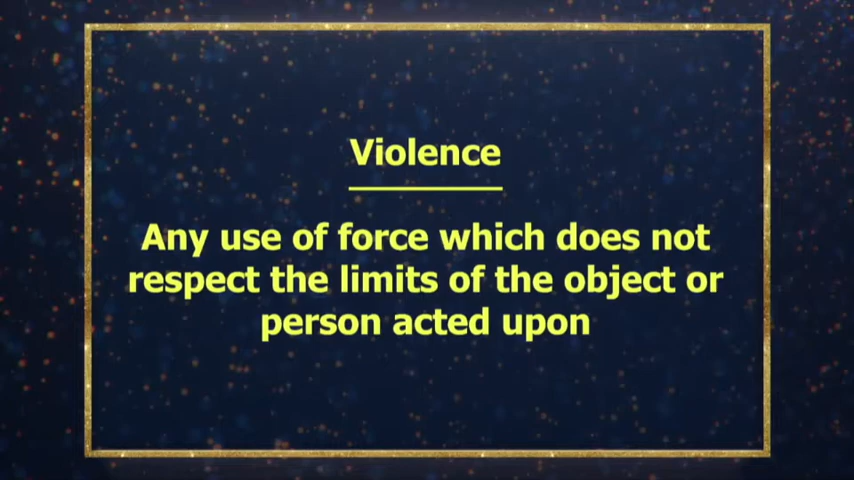 Violence
Any use of force which does not
respect the limits of the object or
person acted upon